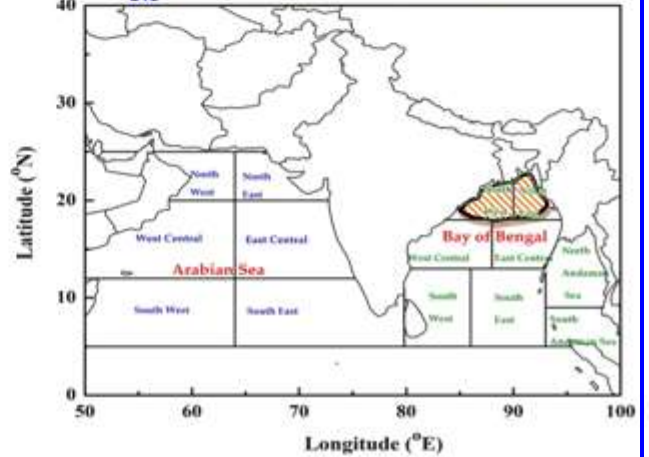 40
30
20
10
0
Latitude (°N)
North North
West East
West Central East Central
Arabian Sea
South West South East
Bay of Bengal
West Central East Central
North
Andaman
Sea
South South
West East
South
Andaman Sea
50 60 70 80 90 100
Longitude (°E)